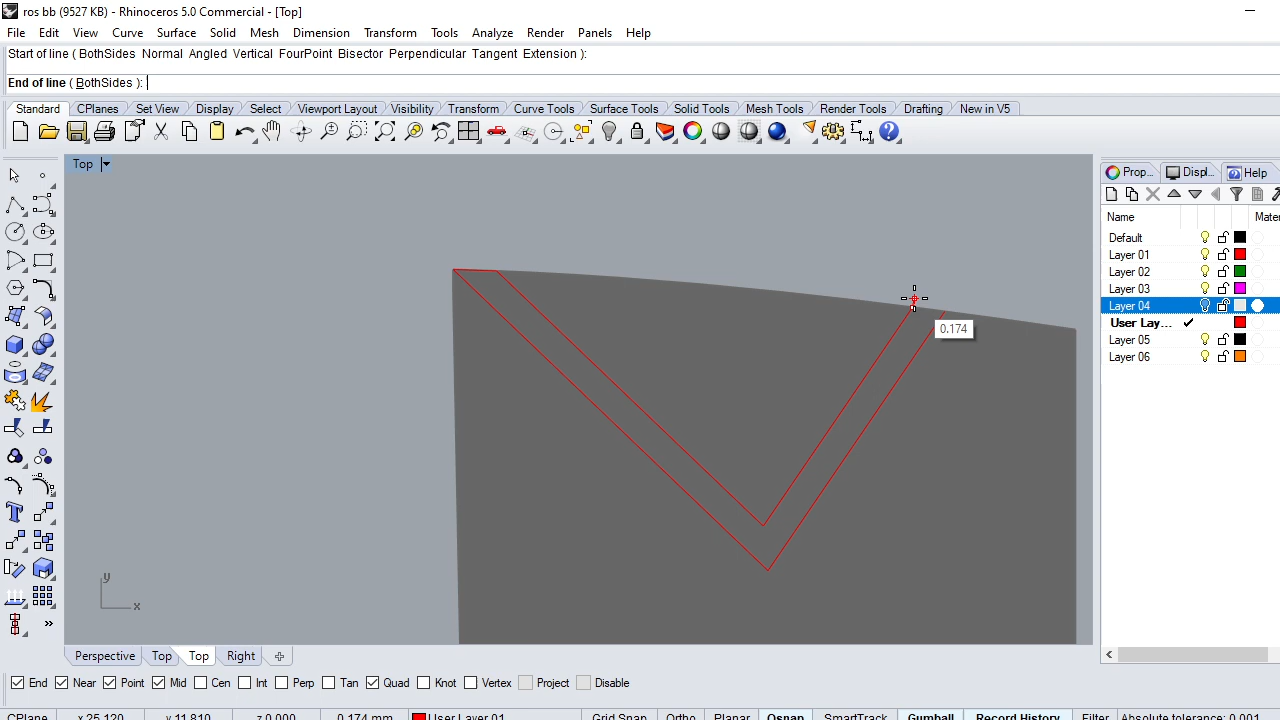 ros bb (9527 KB) - Rhinoceros 5.0 Commercial - [Top]
File Edit View Curve Surface Solid Mesh Dimension Transform Tools Analyze Render Panels Help
Start of line ( BothSides Normal Angled Vertical FourPoint Bisector Perpendicular Tangent Extension ):
End of line ( BothSides ):
Standard CPlanes Set View Display Select Viewport Layout Visibility Transform Curve Tools Surface Tools Solid Tools Mesh Tools Render Tools Drafting New in V5
Top
Prop... Displ... Help
Name Mater
Default
Layer 01
Layer 02
Layer 03
Layer 04
User Lay...
Layer 05
Layer 06
0.174
y
x
Perspective Top Top Right
End Near Point Mid Cen Int Perp Tan Quad Knot Vertex Project Disable
CPlane x 25.120 y 11.810 z 0.000 0.174 mm User Layer 01 Grid Snap Ortho Planar Osnap SmartTrack Gumball Record History Filter Absolute tolerance: 0.001